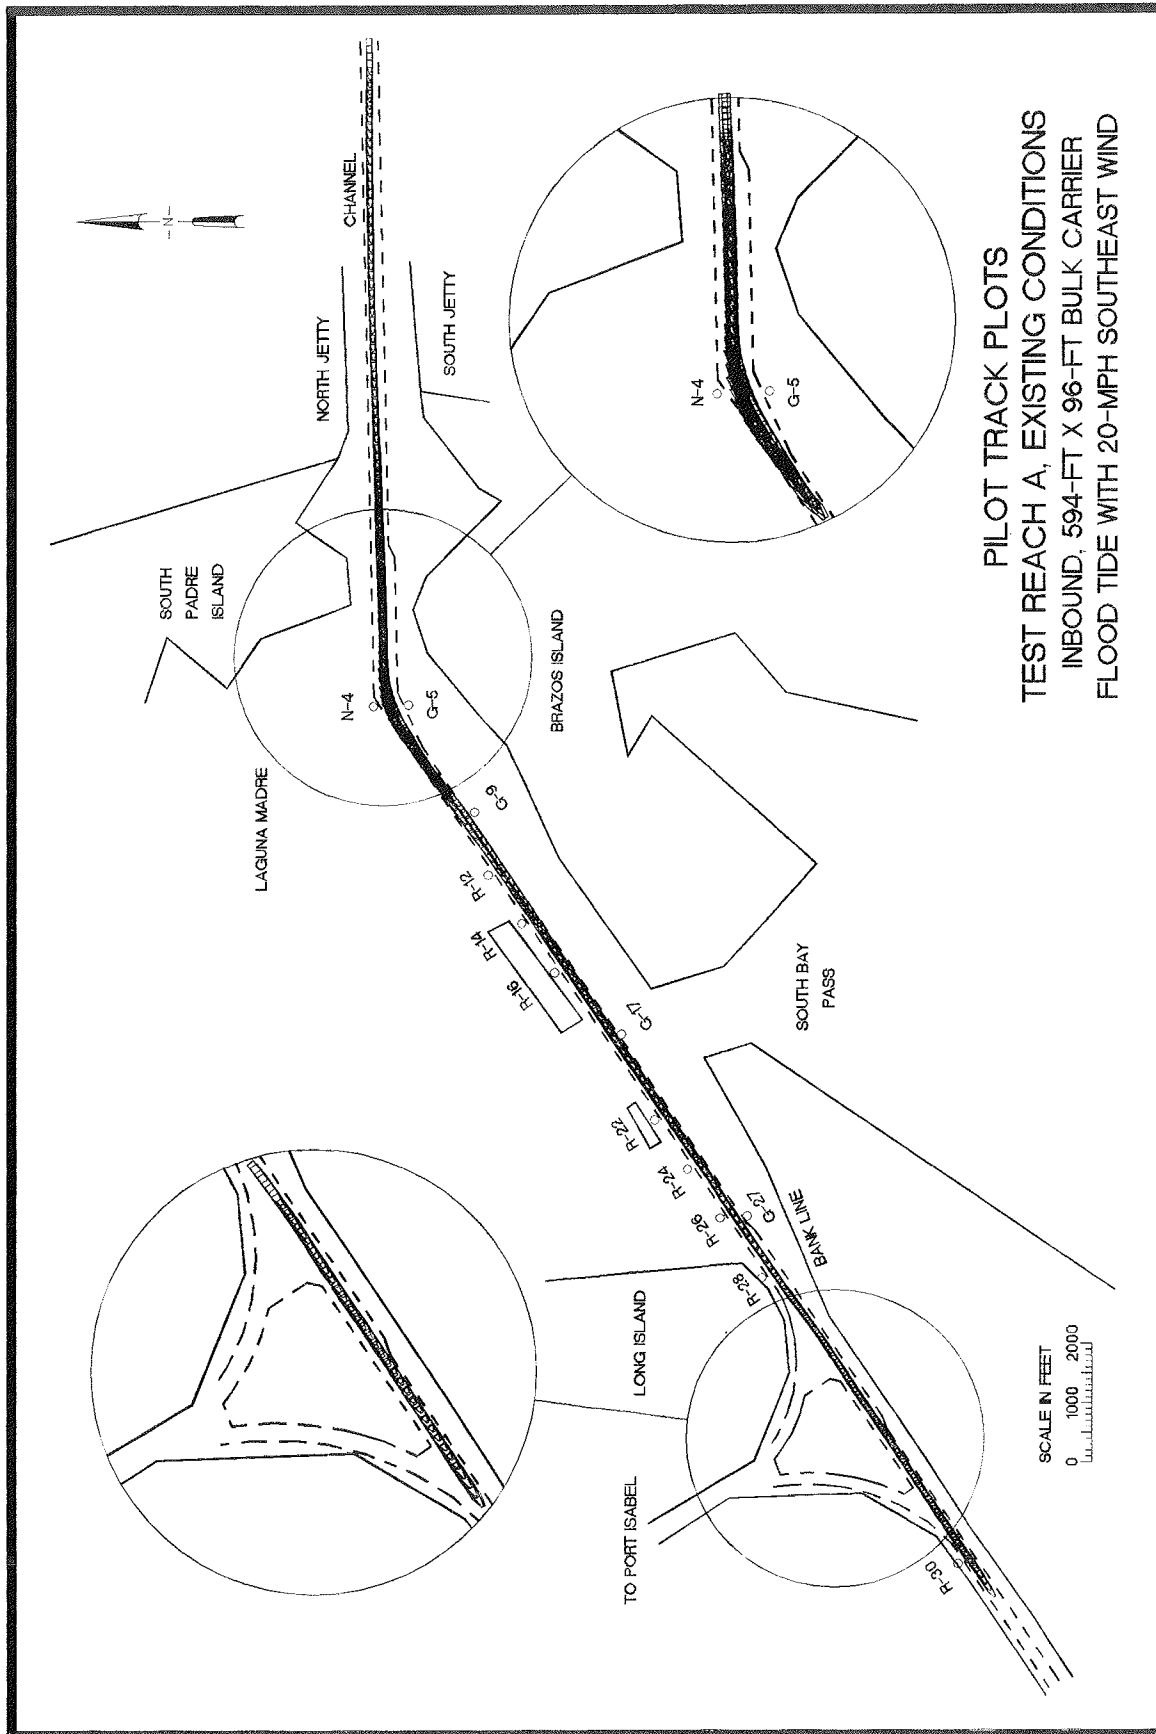 -N-
CHANNEL
NORTH JETTY
SOUTH JETTY
SOUTH
PADRE
ISLAND
N-4
G-5
LAGUNA MADRE
BRAZOS ISLAND
G-9
R-12
R-14
R-16
G-17
SOUTH BAY
PASS
R-22
R-24
R-26
G-27
R-28
BANK LINE
LONG ISLAND
TO PORT ISABEL
R-30
SCALE IN FEET
0 1000 2000
N-4
G-5
PILOT TRACK PLOTS
TEST REACH A, EXISTING CONDITIONS
INBOUND, 594-FT X 96-FT BULK CARRIER
FLOOD TIDE WITH 20-MPH SOUTHEAST WIND